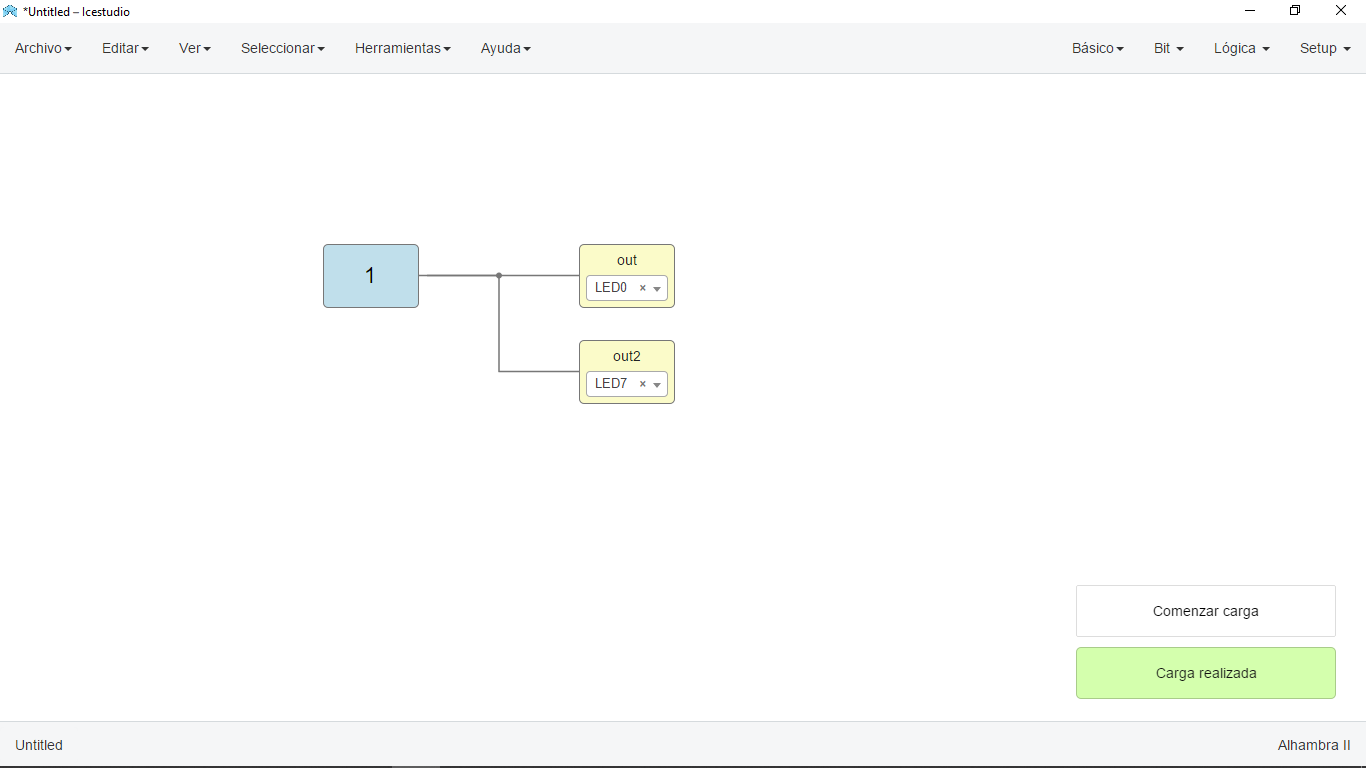 *Untitled – Icestudio
Archivo Editar Ver Seleccionar Herramientas Ayuda Básico Bit Lógica Setup
1
out
LED0 ×
out2
LED7 ×
Comenzar carga
Carga realizada
Untitled Alhambra II